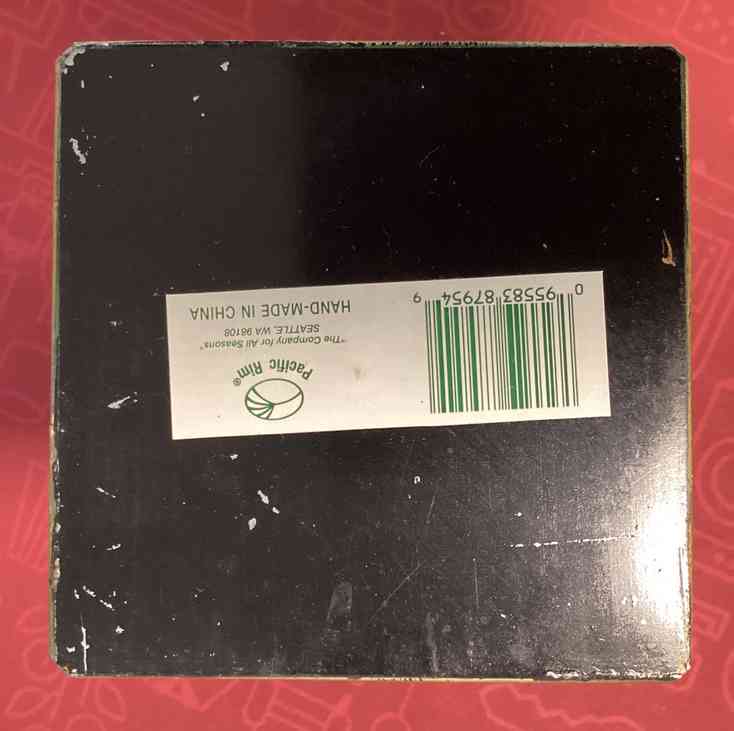 Pacific Rim®
"The Company for All Seasons"
SEATTLE, WA 98108
HAND-MADE IN CHINA
0 95583 87954 9